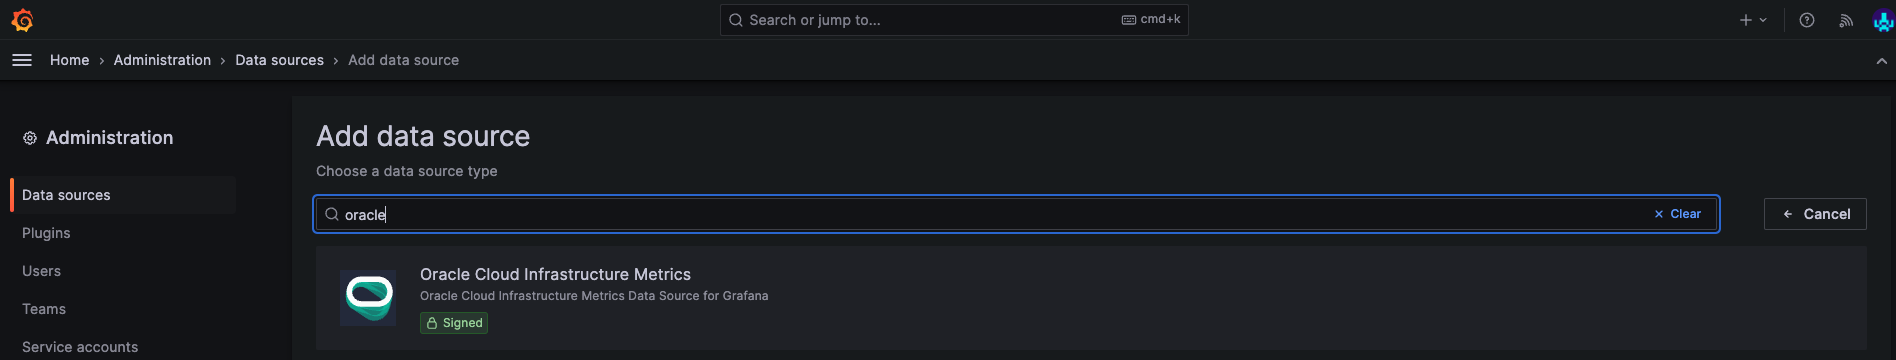 Search or jump to...
cmd+k
Home › Administration › Data sources › Add data source
Administration
Data sources
Plugins
Users
Teams
Service accounts
Add data source
Choose a data source type
oracle
Clear
Cancel
Oracle Cloud Infrastructure Metrics
Oracle Cloud Infrastructure Metrics Data Source for Grafana
Signed